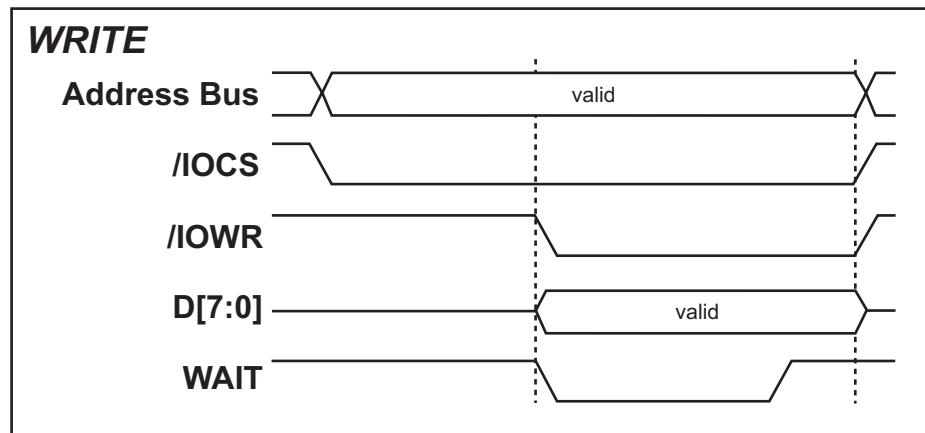 WRITE
Address Bus
valid
/IOCS
/IOWR
D[7:0]
valid
WAIT